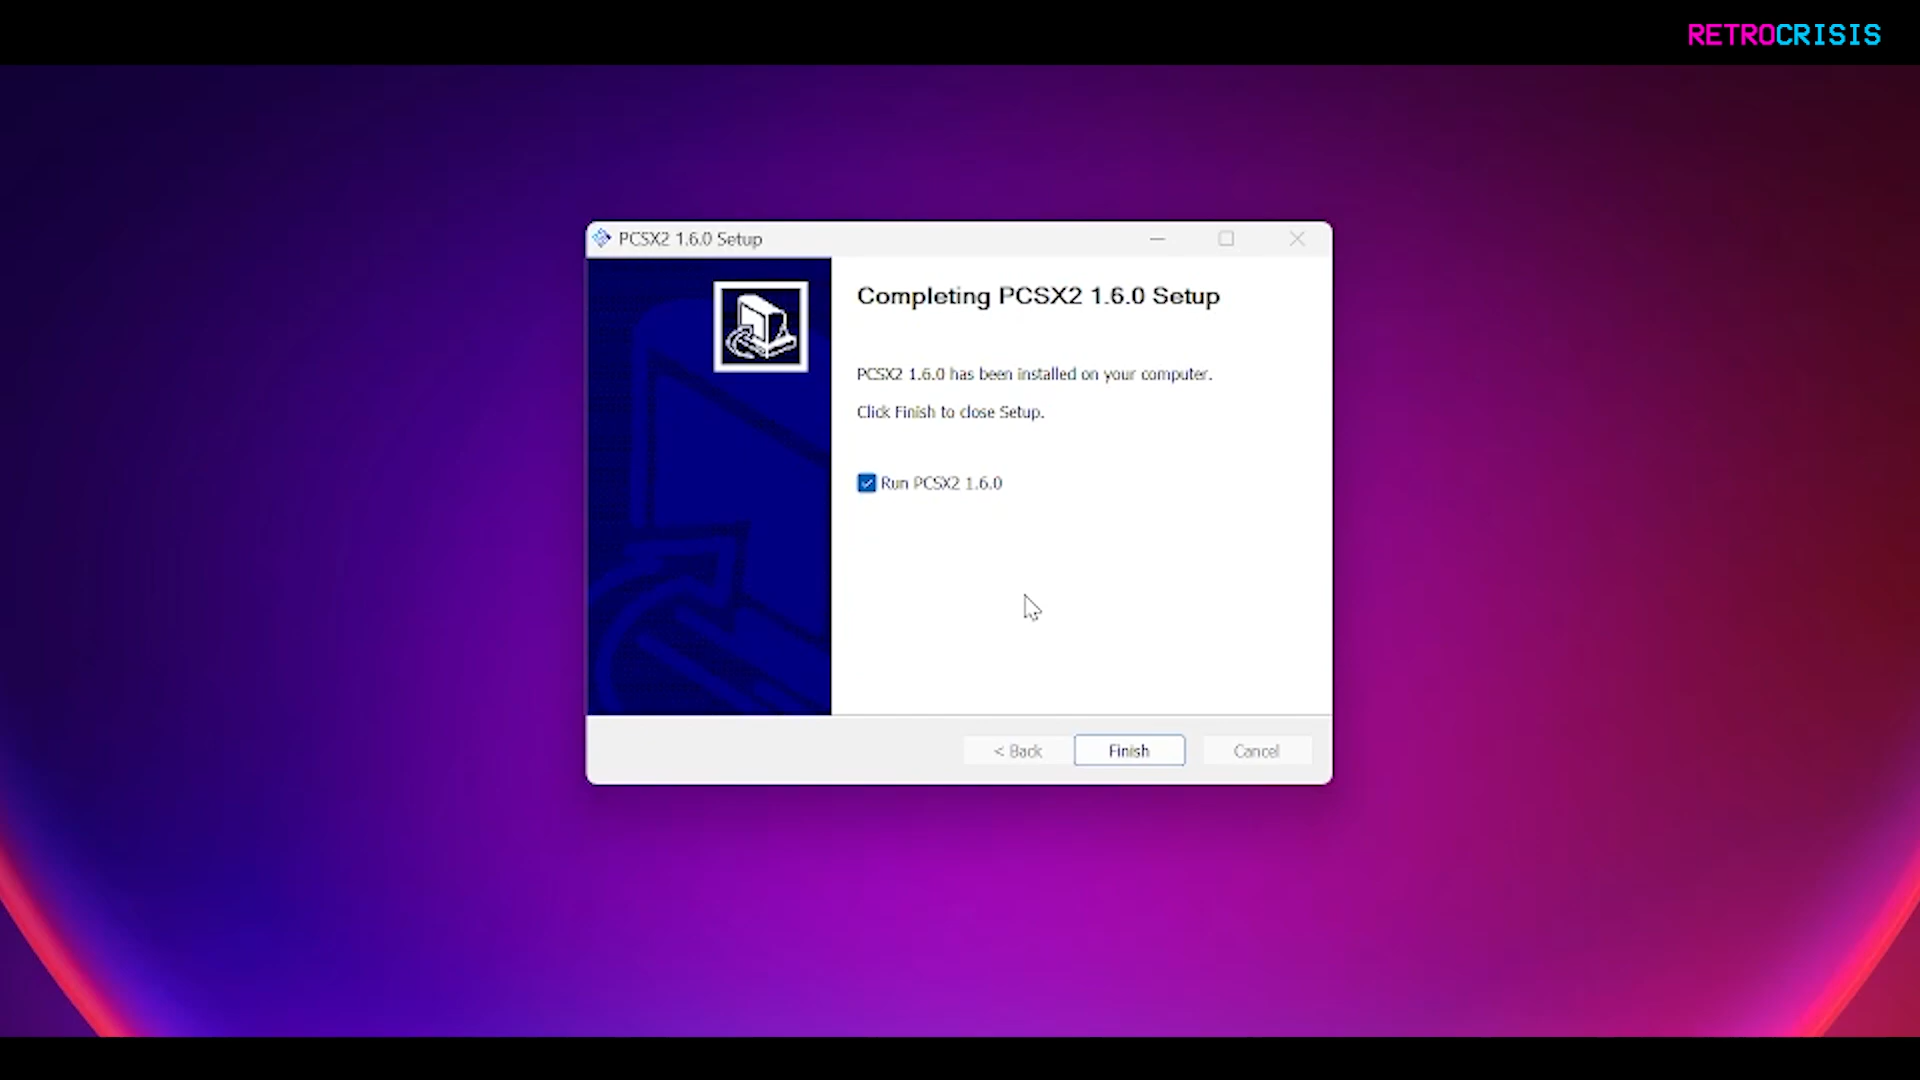 RETROCRISIS
PCSX2 1.6.0 Setup
Completing PCSX2 1.6.0 Setup
PCSX2 1.6.0 has been installed on your computer.
Click Finish to close Setup.
Run PCSX2 1.6.0
< Back
Finish
Cancel